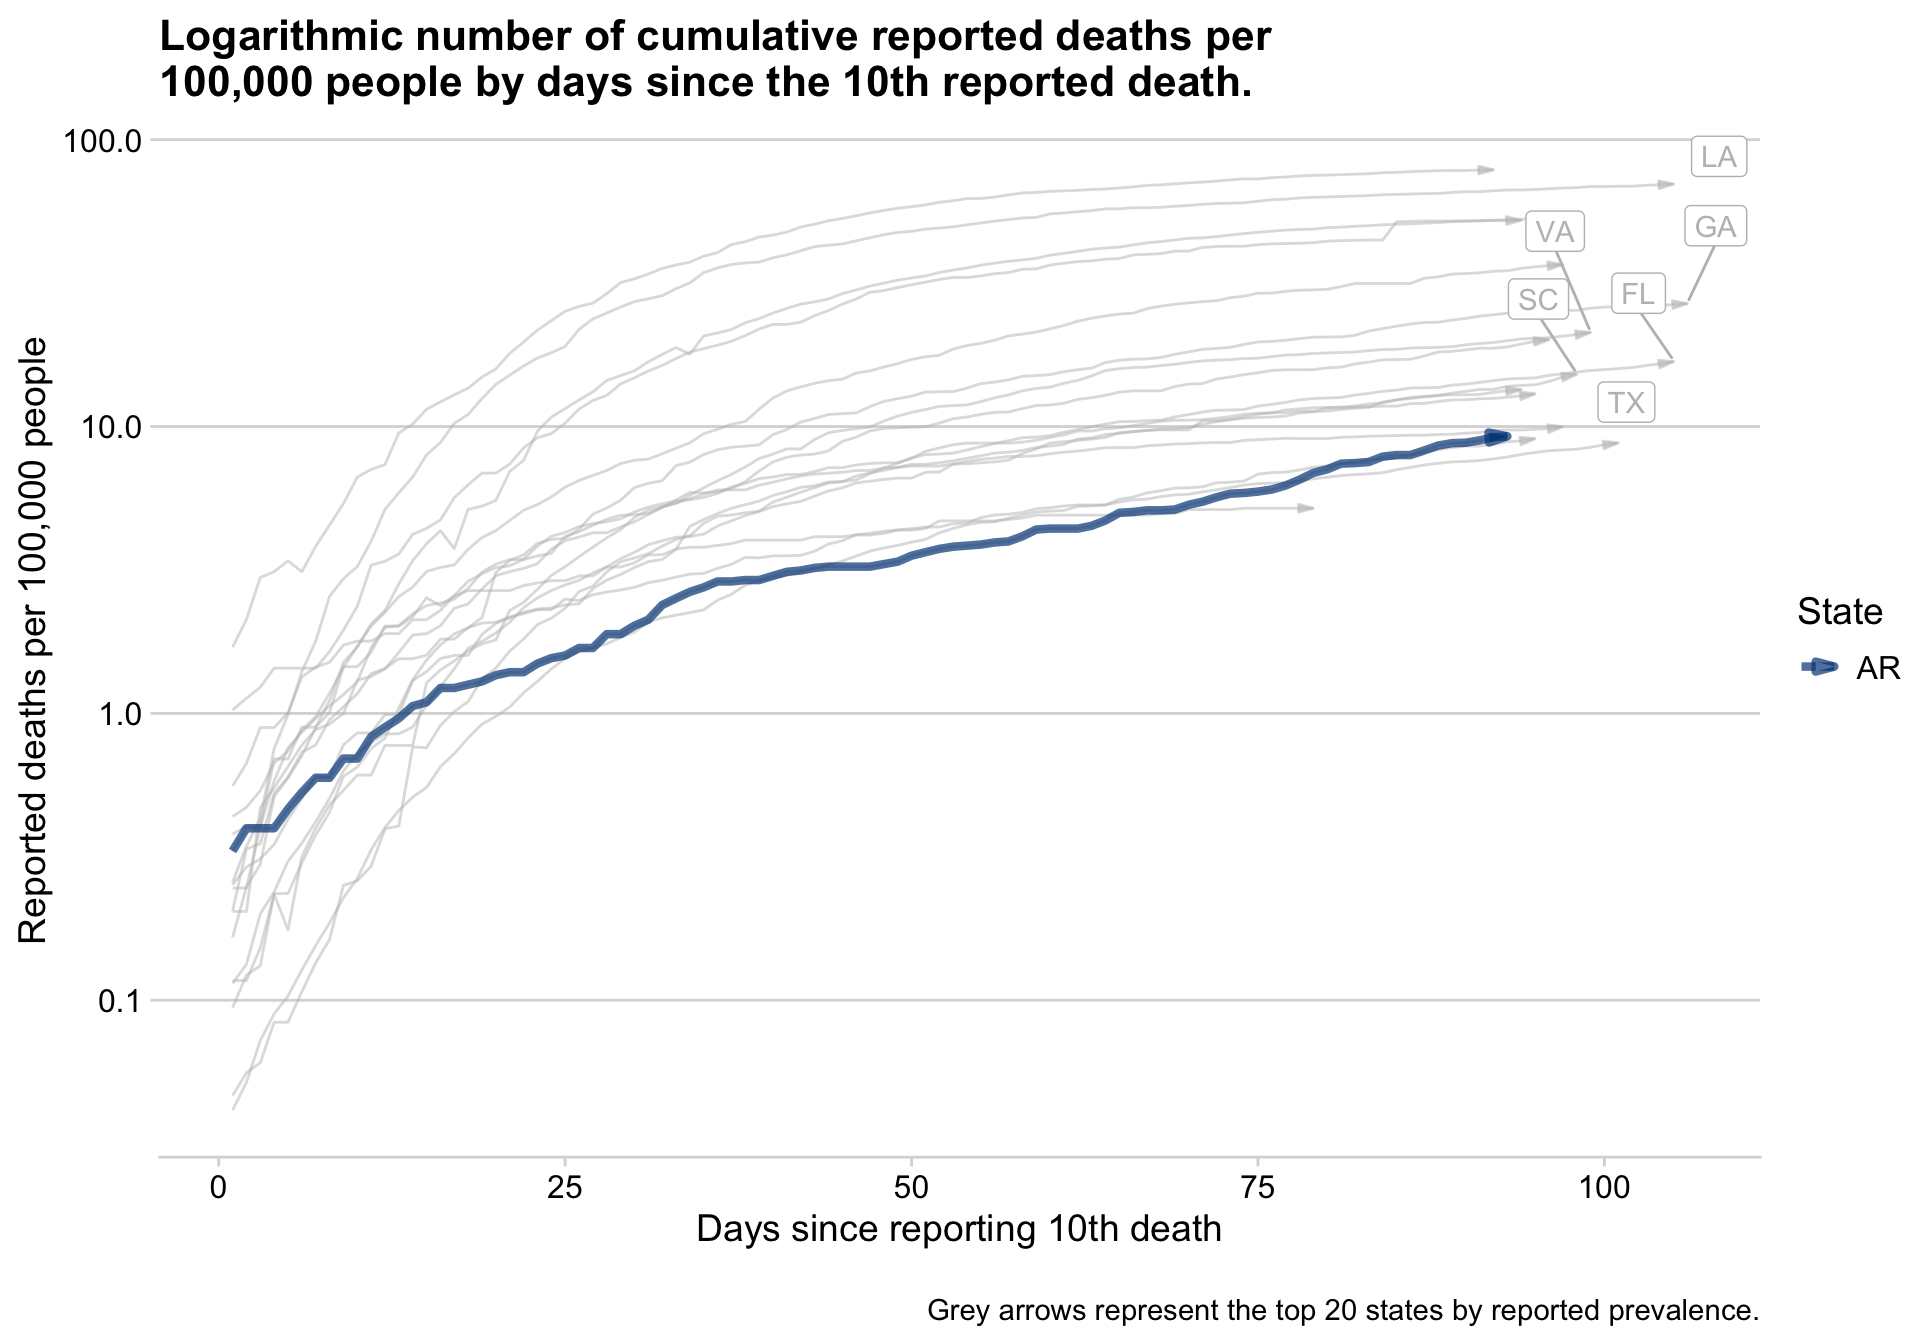 Logarithmic number of cumulative reported deaths per
100,000 people by days since the 10th reported death.
Reported deaths per 100,000 people
100.0
10.0
1.0
0.1
LA
GA
VA
FL
SC
TX
State
AR
0 25 50 75 100
Days since reporting 10th death
Grey arrows represent the top 20 states by reported prevalence.